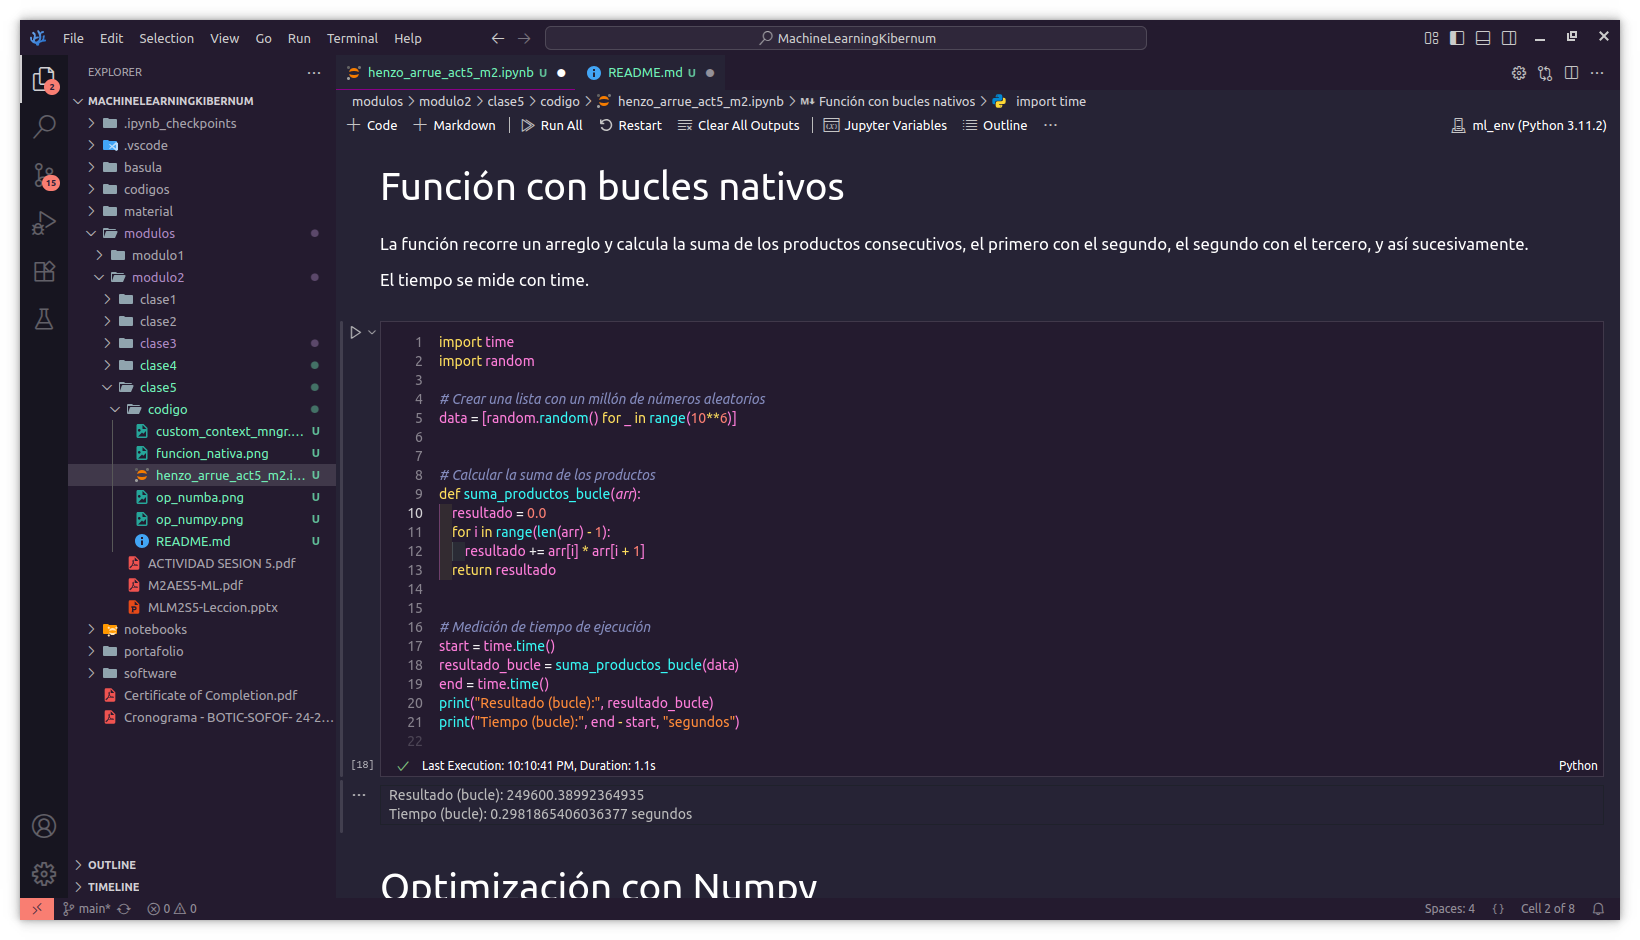 File Edit Selection View Go Run Terminal Help
MachineLearningKibernum
EXPLORER
henzo_arrue_act5_m2.ipynb U
README.md U
MACHINELEARNINGKIBERNUM
modulos > modulo2 > clase5 > codigo > henzo_arrue_act5_m2.ipynb > M↓ Función con bucles nativos > import time
Code Markdown Run All Restart Clear All Outputs Jupyter Variables Outline ···
ml_env (Python 3.11.2)
.ipynb_checkpoints
.vscode
basula
codigos
material
modulos
modulo1
modulo2
clase1
clase2
clase3
clase4
clase5
codigo
custom_context_mngr.... U
funcion_nativa.png U
henzo_arrue_act5_m2.i... U
op_numba.png U
op_numpy.png U
README.md U
ACTIVIDAD SESION 5.pdf
M2AES5-ML.pdf
MLM2S5-Leccion.pptx
notebooks
portafolio
software
Certificate of Completion.pdf
Cronograma - BOTIC-SOFOF- 24-2...
OUTLINE
TIMELINE
2
15
Función con bucles nativos
La función recorre un arreglo y calcula la suma de los productos consecutivos, el primero con el segundo, el segundo con el tercero, y así sucesivamente.
El tiempo se mide con time.
1 import time
2 import random
3
4 # Crear una lista con un millón de números aleatorios
5 data = [random.random() for _ in range(10**6)]
6
7
8 # Calcular la suma de los productos
9 def suma_productos_bucle(arr):
10 resultado = 0.0
11 for i in range(len(arr) - 1):
12 resultado += arr[i] * arr[i + 1]
13 return resultado
14
15
16 # Medición de tiempo de ejecución
17 start = time.time()
18 resultado_bucle = suma_productos_bucle(data)
19 end = time.time()
20 print("Resultado (bucle):", resultado_bucle)
21 print("Tiempo (bucle):", end - start, "segundos")
22
[18] Last Execution: 10:10:41 PM, Duration: 1.1s Python
Resultado (bucle): 249600.38992364935
Tiempo (bucle): 0.2981865406036377 segundos
Optimización con Numpy
main* 0 0 Spaces: 4 {} Cell 2 of 8